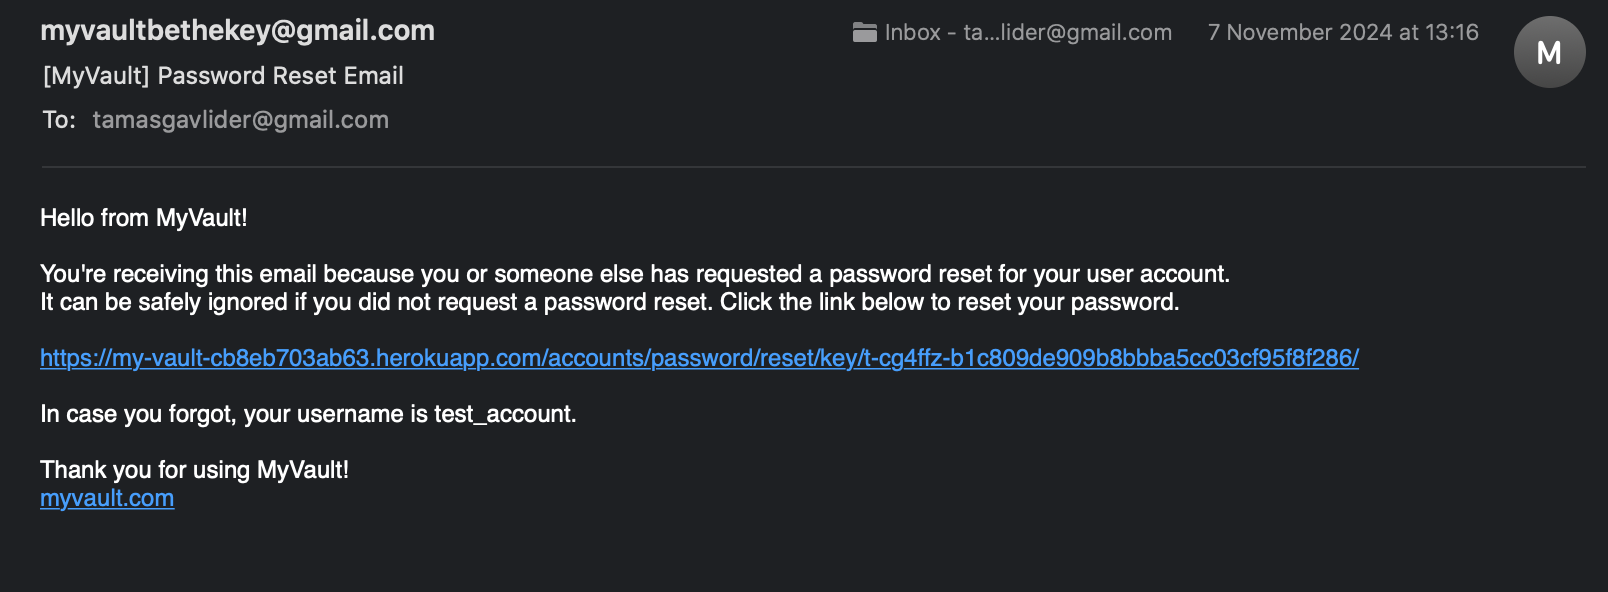 myvaultbethekey@gmail.com
Inbox - ta...lider@gmail.com 7 November 2024 at 13:16
M
[MyVault] Password Reset Email
To: tamasgavlider@gmail.com
Hello from MyVault!
You're receiving this email because you or someone else has requested a password reset for your user account.
It can be safely ignored if you did not request a password reset. Click the link below to reset your password.
https://my-vault-cb8eb703ab63.herokuapp.com/accounts/password/reset/key/t-cg4ffz-b1c809de909b8bbba5cc03cf95f8f286/
In case you forgot, your username is test_account.
Thank you for using MyVault!
myvault.com